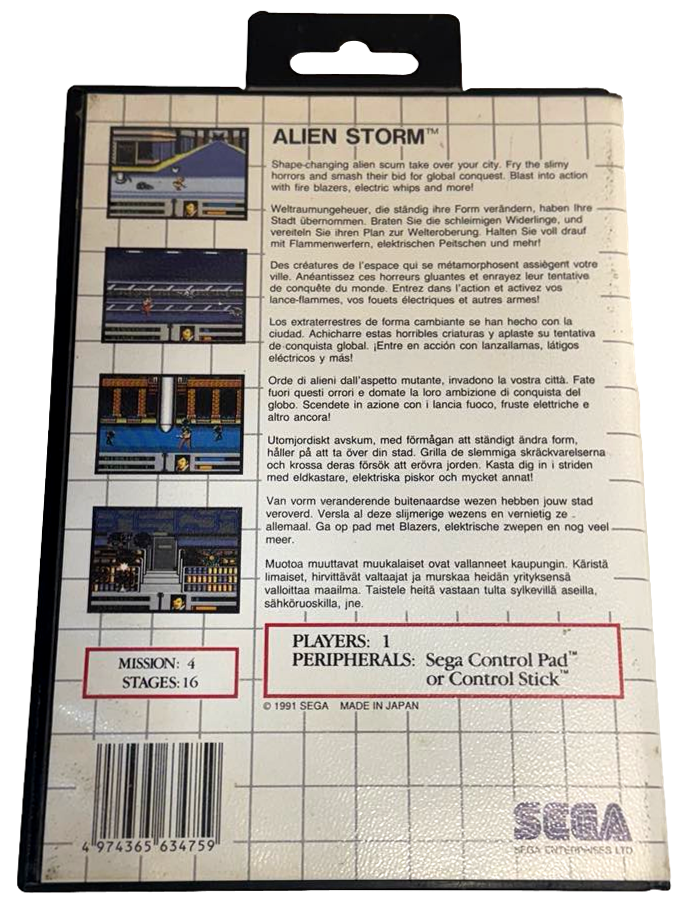 ALIEN STORM™
Shape-changing alien scum take over your city. Fry the slimy
horrors and smash their bid for global conquest. Blast into action
with fire blazers, electric whips and more!
Weltraumungeheuer, die ständig ihre Form verändern, haben Ihre
Stadt übernommen. Braten Sie die schleimigen Widerlinge, und
vereiteln Sie ihren Plan zur Welteroberung. Halten Sie voll drauf
mit Flammenwerfern, elektrischen Peitschen und mehr!
Des créatures de l'espace qui se métamorphosent assiègent votre
ville. Anéantissez ces horreurs gluantes et enrayez leur tentative
de conquête du monde. Entrez dans l'action et activez vos
lance-flammes, vos fouets électriques et autres armes!
Los extraterrestres de forma cambiante se han hecho con la
ciudad. Achicharre estas horribles criaturas y aplaste su tentativa
de conquista global. ¡Entre en acción con lanzallamas, látigos
eléctricos y más!
Orde di alieni dall'aspetto mutante, invadono la vostra città. Fate
fuori questi orrori e domate la loro ambizione di conquista del
globo. Scendete in azione con i lancia fuoco, fruste elettriche e
altro ancora!
Utomjordiskt avskum, med förmågan att ständigt ändra form,
håller på att ta över din stad. Grilla de slemmiga skräckvarelserna
och krossa deras försök att erövra jorden. Kasta dig in i striden
med eldkastare, elektriska piskor och mycket annat!
Van vorm veranderende buitenaardse wezen hebben jouw stad
veroverd. Versla al deze slijmerige wezens en vernietig ze
allemaal. Ga op pad met Blazers, elektrische zwepen en nog veel
meer.
Muotoa muuttavat muukalaiset ovat vallanneet kaupungin. Käristä
limaiset, hirvittävät valtaajat ja murskaa heidän yrityksensä
valloittaa maailma. Taistele heitä vastaan tulta sylkevillä aseilla,
sähköruoskilla, jne.
MISSION: 4
STAGES: 16
PLAYERS: 1
PERIPHERALS: Sega Control Pad™
or Control Stick™
© 1991 SEGA MADE IN JAPAN
4 974365 634759
SEGA
SEGA ENTERPRISES LTD.